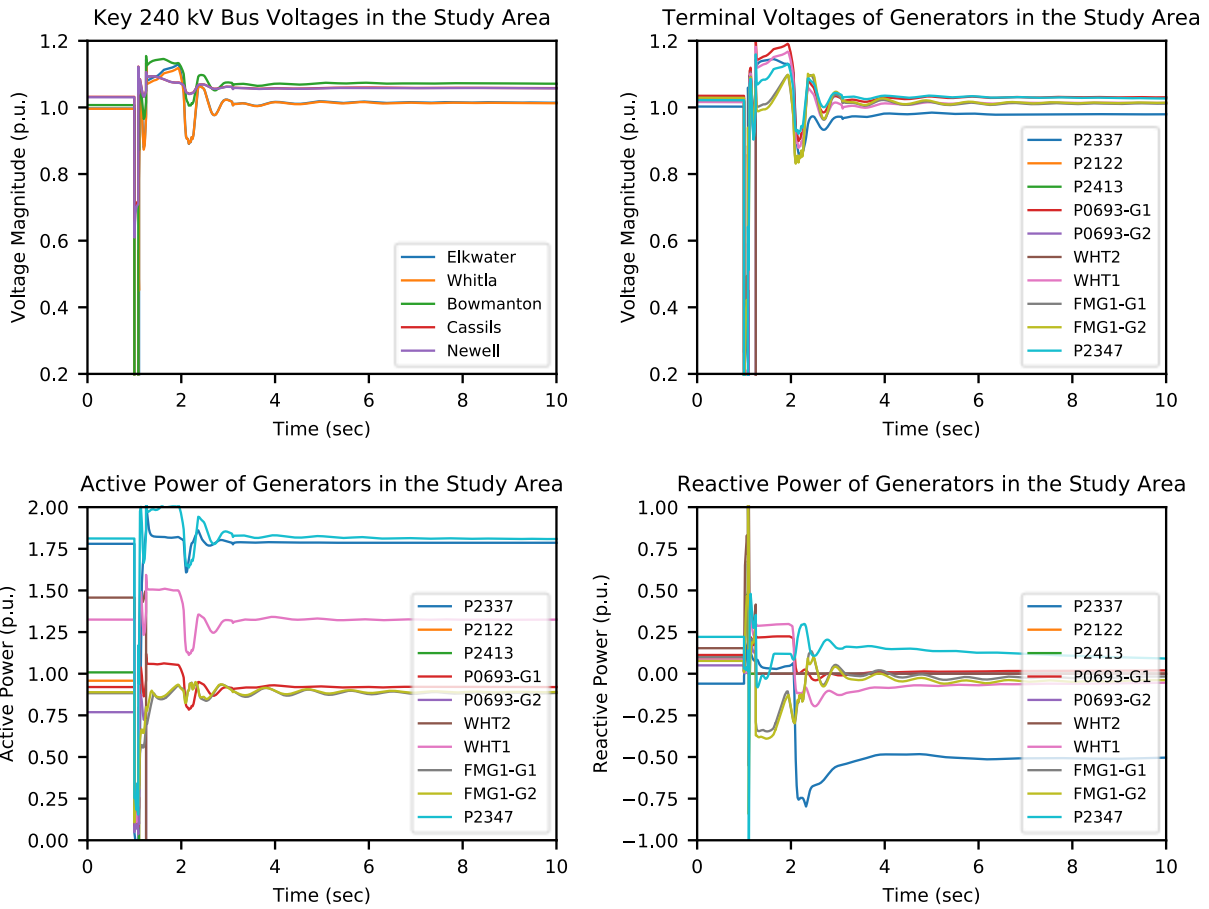 Key 240 kV Bus Voltages in the Study Area
1.2
1.0
0.8
0.6
0.4
0.2
Voltage Magnitude (p.u.)
Elkwater
Whitla
Bowmanton
Cassils
Newell
0 2 4 6 8 10
Time (sec)
Terminal Voltages of Generators in the Study Area
1.2
1.0
0.8
0.6
0.4
0.2
Voltage Magnitude (p.u.)
P2337
P2122
P2413
P0693-G1
P0693-G2
WHT2
WHT1
FMG1-G1
FMG1-G2
P2347
0 2 4 6 8 10
Time (sec)
Active Power of Generators in the Study Area
2.00
1.75
1.50
1.25
1.00
0.75
0.50
0.25
0.00
Active Power (p.u.)
P2337
P2122
P2413
P0693-G1
P0693-G2
WHT2
WHT1
FMG1-G1
FMG1-G2
P2347
0 2 4 6 8 10
Time (sec)
Reactive Power of Generators in the Study Area
1.00
0.75
0.50
0.25
0.00
−0.25
−0.50
−0.75
−1.00
Reactive Power (p.u.)
P2337
P2122
P2413
P0693-G1
P0693-G2
WHT2
WHT1
FMG1-G1
FMG1-G2
P2347
0 2 4 6 8 10
Time (sec)